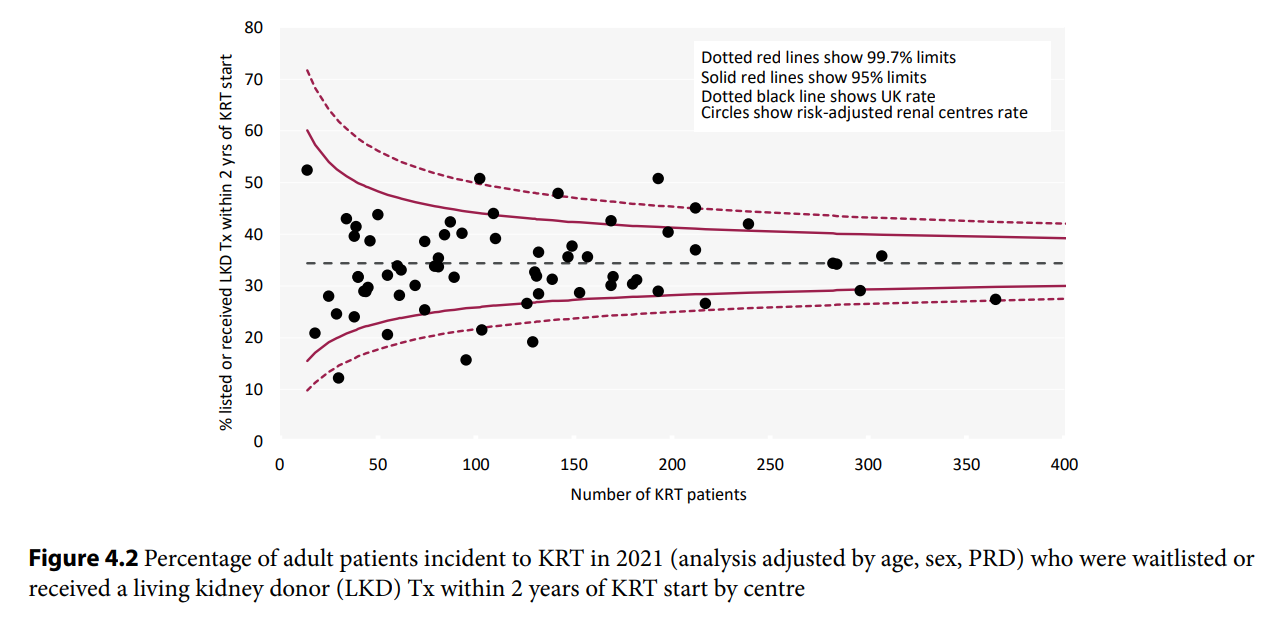 80
70
60
50
40
30
20
10
0
% listed or received LKD Tx within 2 yrs of KRT start
Dotted red lines show 99.7% limits
Solid red lines show 95% limits
Dotted black line shows UK rate
Circles show risk-adjusted renal centres rate
0 50 100 150 200 250 300 350 400
Number of KRT patients
Figure 4.2 Percentage of adult patients incident to KRT in 2021 (analysis adjusted by age, sex, PRD) who were waitlisted or
received a living kidney donor (LKD) Tx within 2 years of KRT start by centre